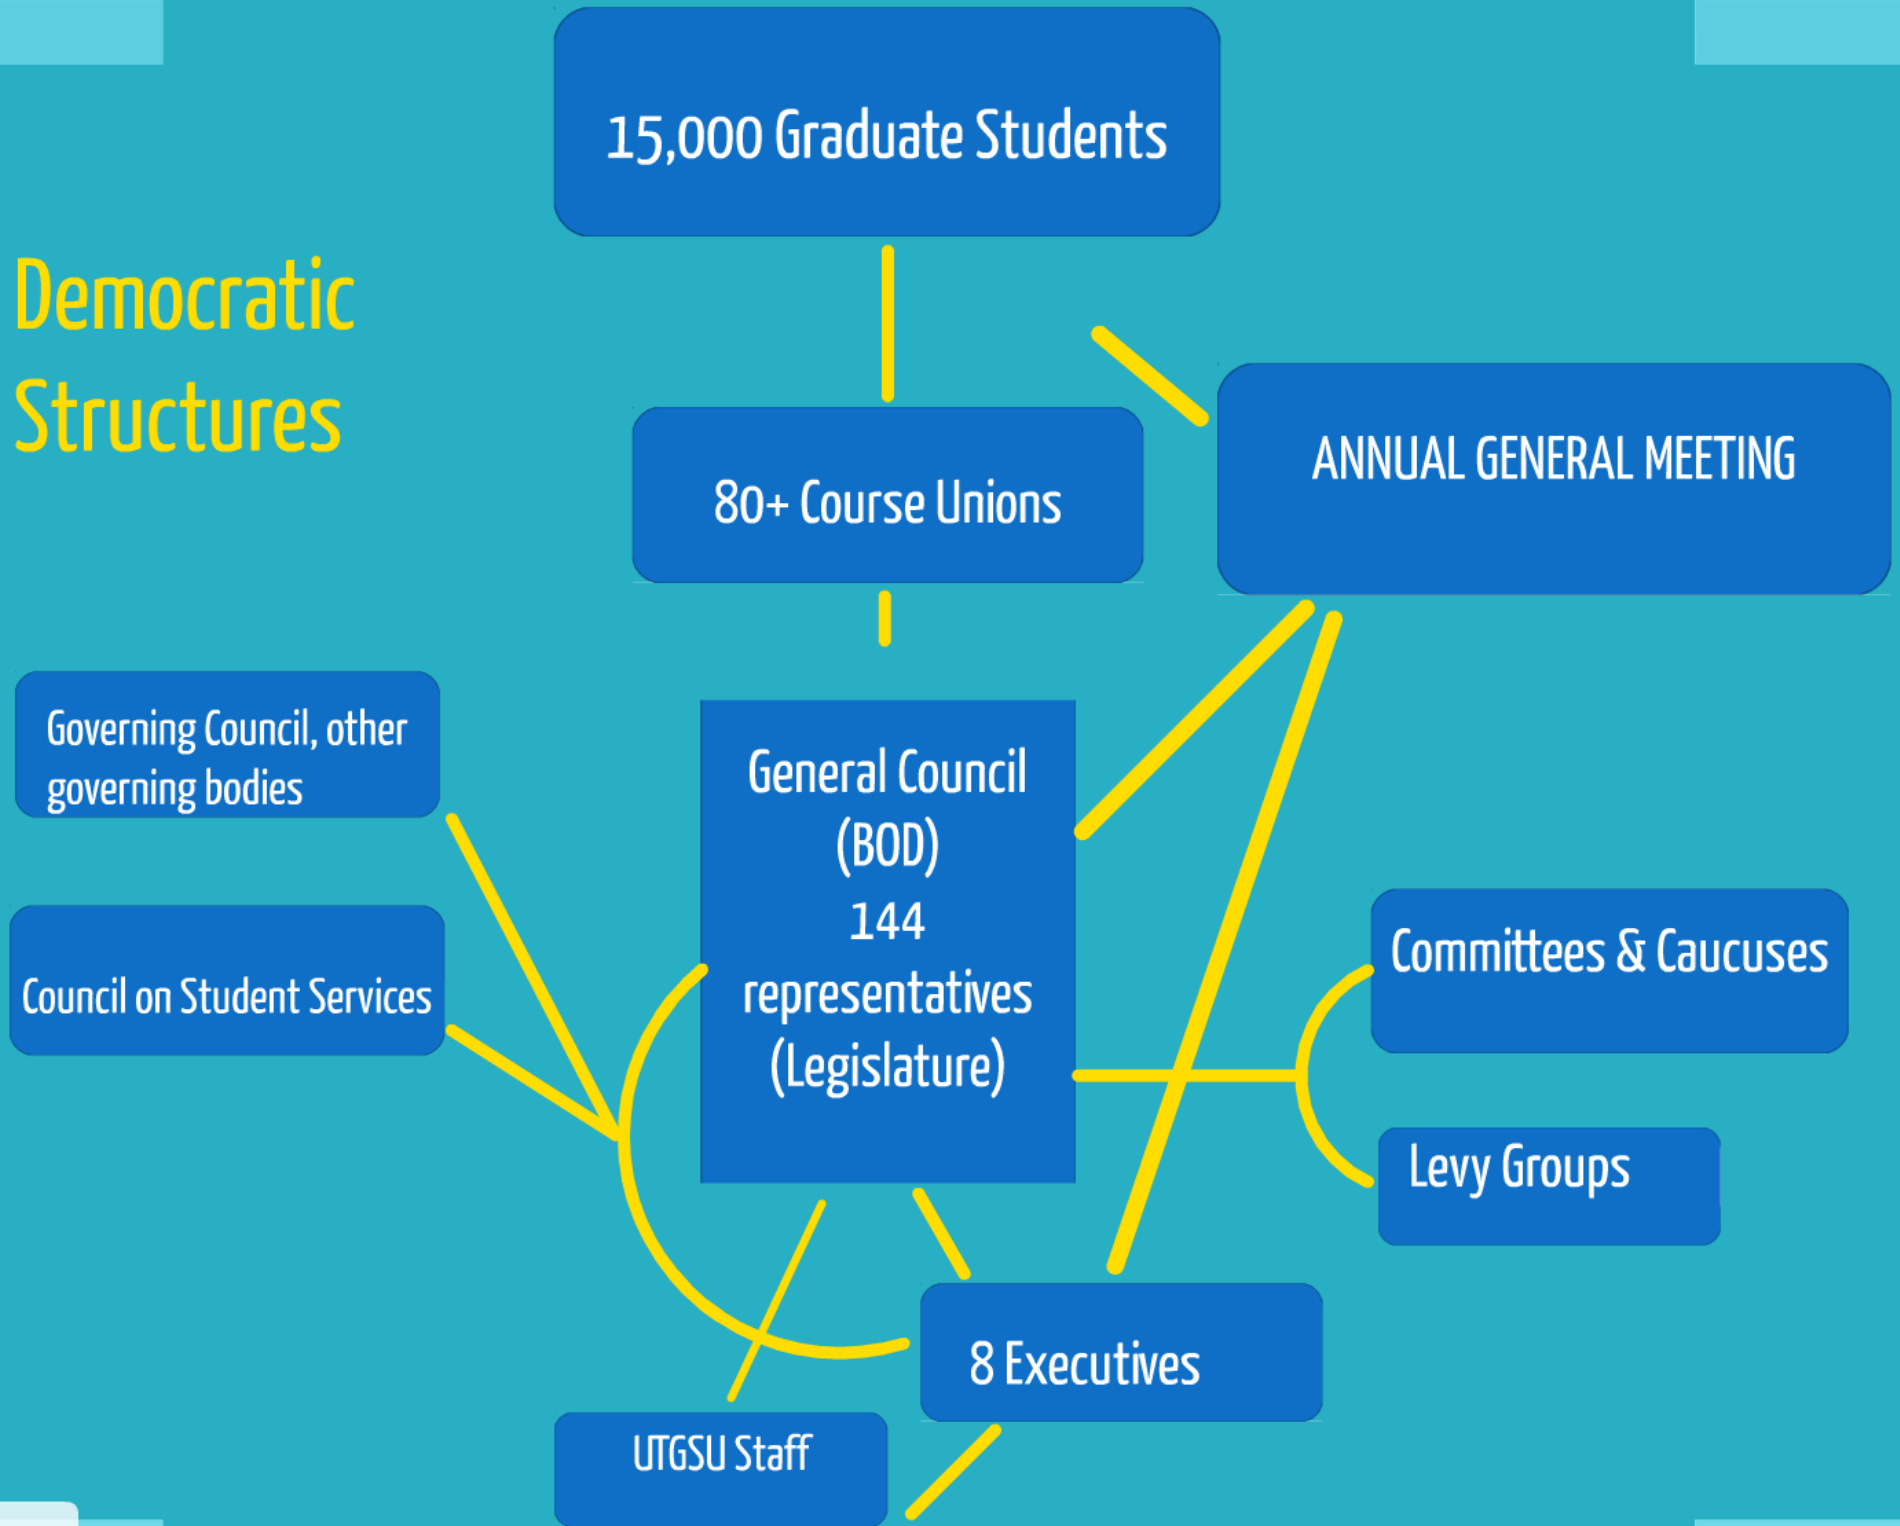 15,000 Graduate Students
Democratic
Structures
ANNUAL GENERAL MEETING
80+ Course Unions
Governing Council, other
governing bodies
General Council
(BOD)
144
representatives
(Legislature)
Council on Student Services
Committees & Caucuses
Levy Groups
8 Executives
UTGSU Staff